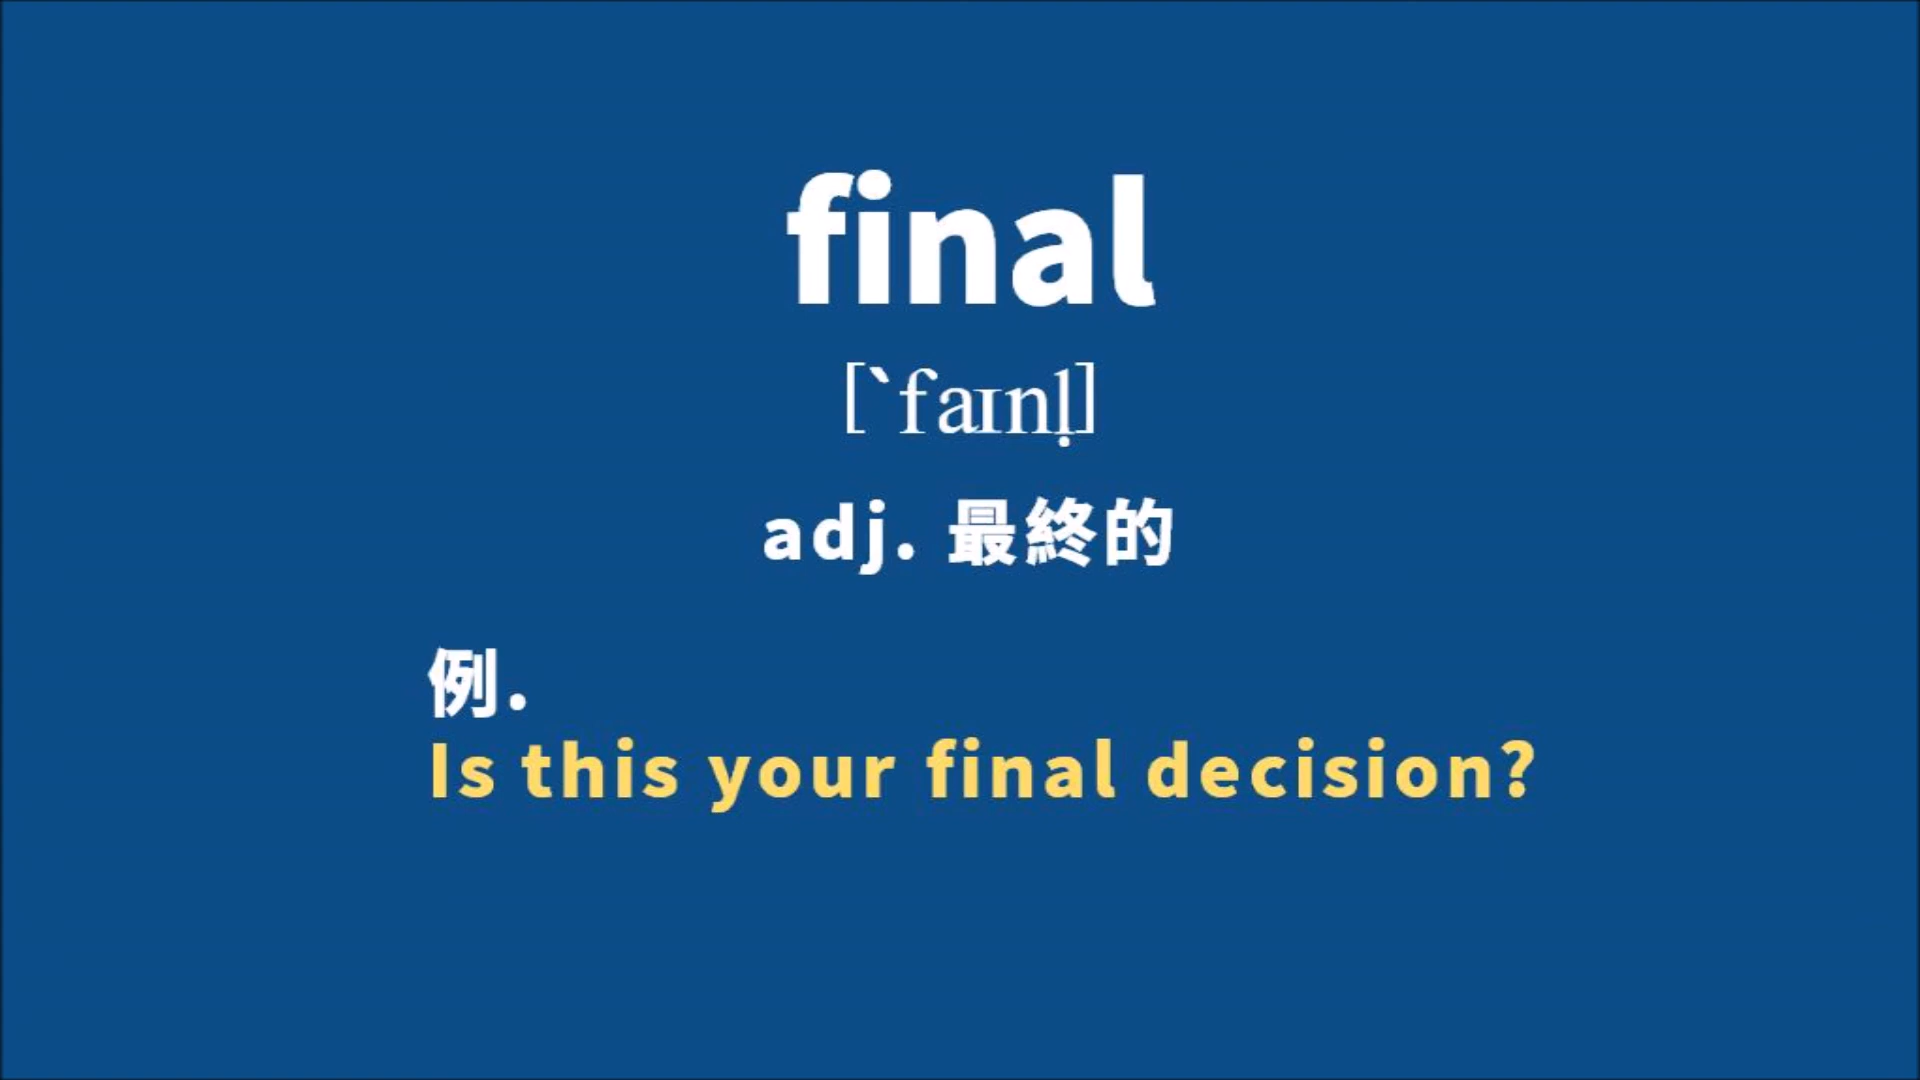 final
[ˋfaɪnḷ]
adj. 最終的
例.
Is this your final decision?